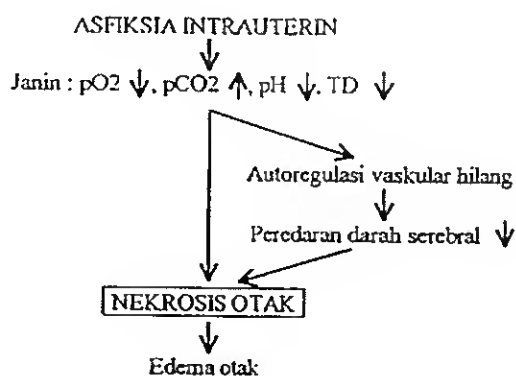 ASFIKSIA INTRAUTERIN
Janin : pO2 ↓, pCO2 ↑, pH ↓. TD ↓
Autoregulasi vaskular hilang
Peredaran darah serebral ↓
NEKROSIS OTAK
Edema otak